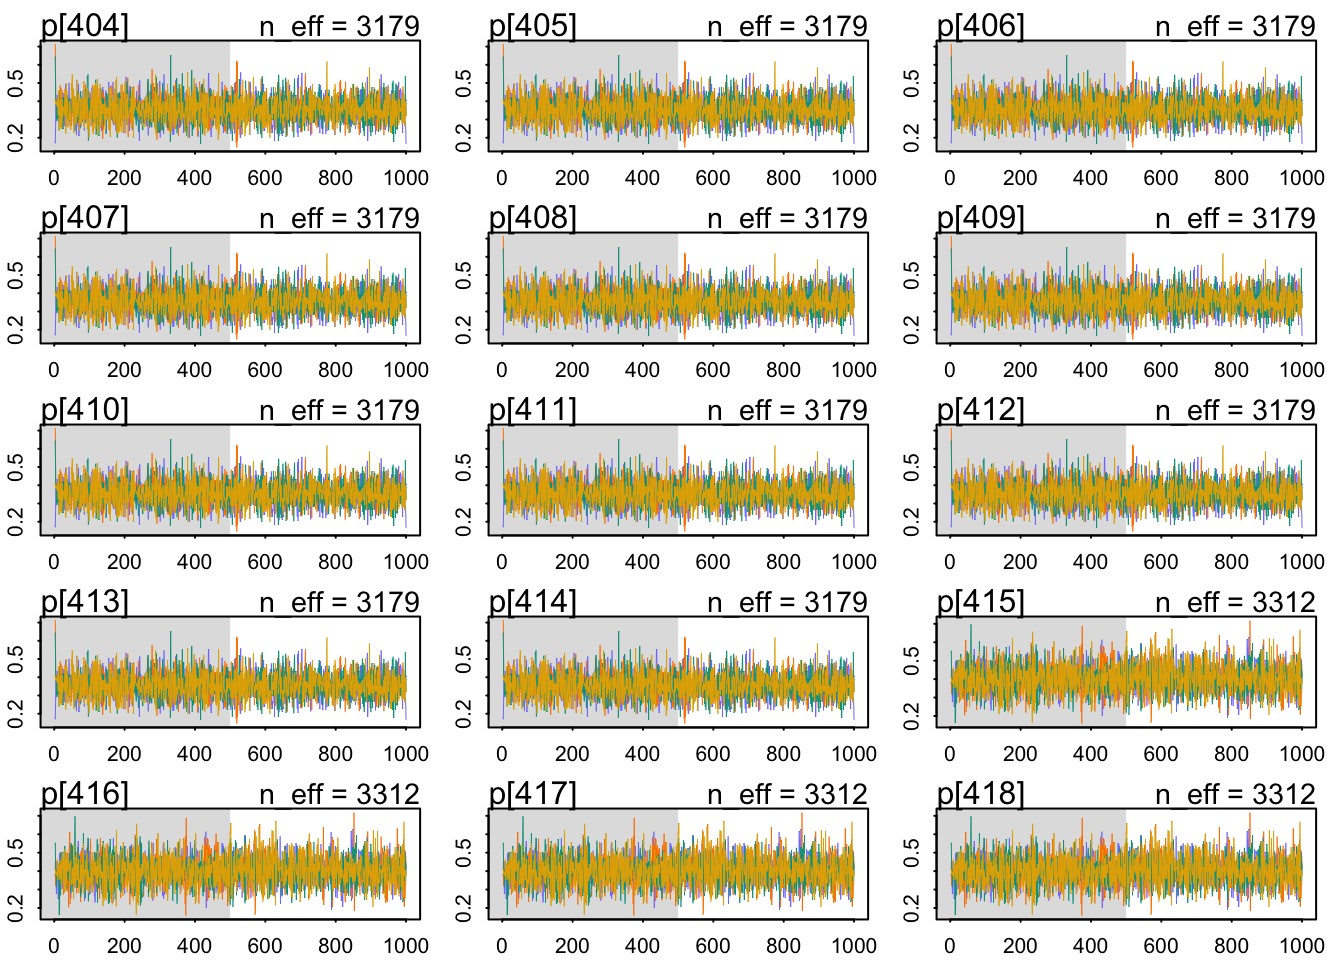 p[404] n_eff = 3179 p[405] n_eff = 3179 p[406] n_eff = 3179
0.2 0.5 0.2 0.5 0.2 0.5
0 200 400 600 800 1000 0 200 400 600 800 1000 0 200 400 600 800 1000
p[407] n_eff = 3179 p[408] n_eff = 3179 p[409] n_eff = 3179
0.2 0.5 0.2 0.5 0.2 0.5
0 200 400 600 800 1000 0 200 400 600 800 1000 0 200 400 600 800 1000
p[410] n_eff = 3179 p[411] n_eff = 3179 p[412] n_eff = 3179
0.2 0.5 0.2 0.5 0.2 0.5
0 200 400 600 800 1000 0 200 400 600 800 1000 0 200 400 600 800 1000
p[413] n_eff = 3179 p[414] n_eff = 3179 p[415] n_eff = 3312
0.2 0.5 0.2 0.5 0.2 0.5
0 200 400 600 800 1000 0 200 400 600 800 1000 0 200 400 600 800 1000
p[416] n_eff = 3312 p[417] n_eff = 3312 p[418] n_eff = 3312
0.2 0.5 0.2 0.5 0.2 0.5
0 200 400 600 800 1000 0 200 400 600 800 1000 0 200 400 600 800 1000